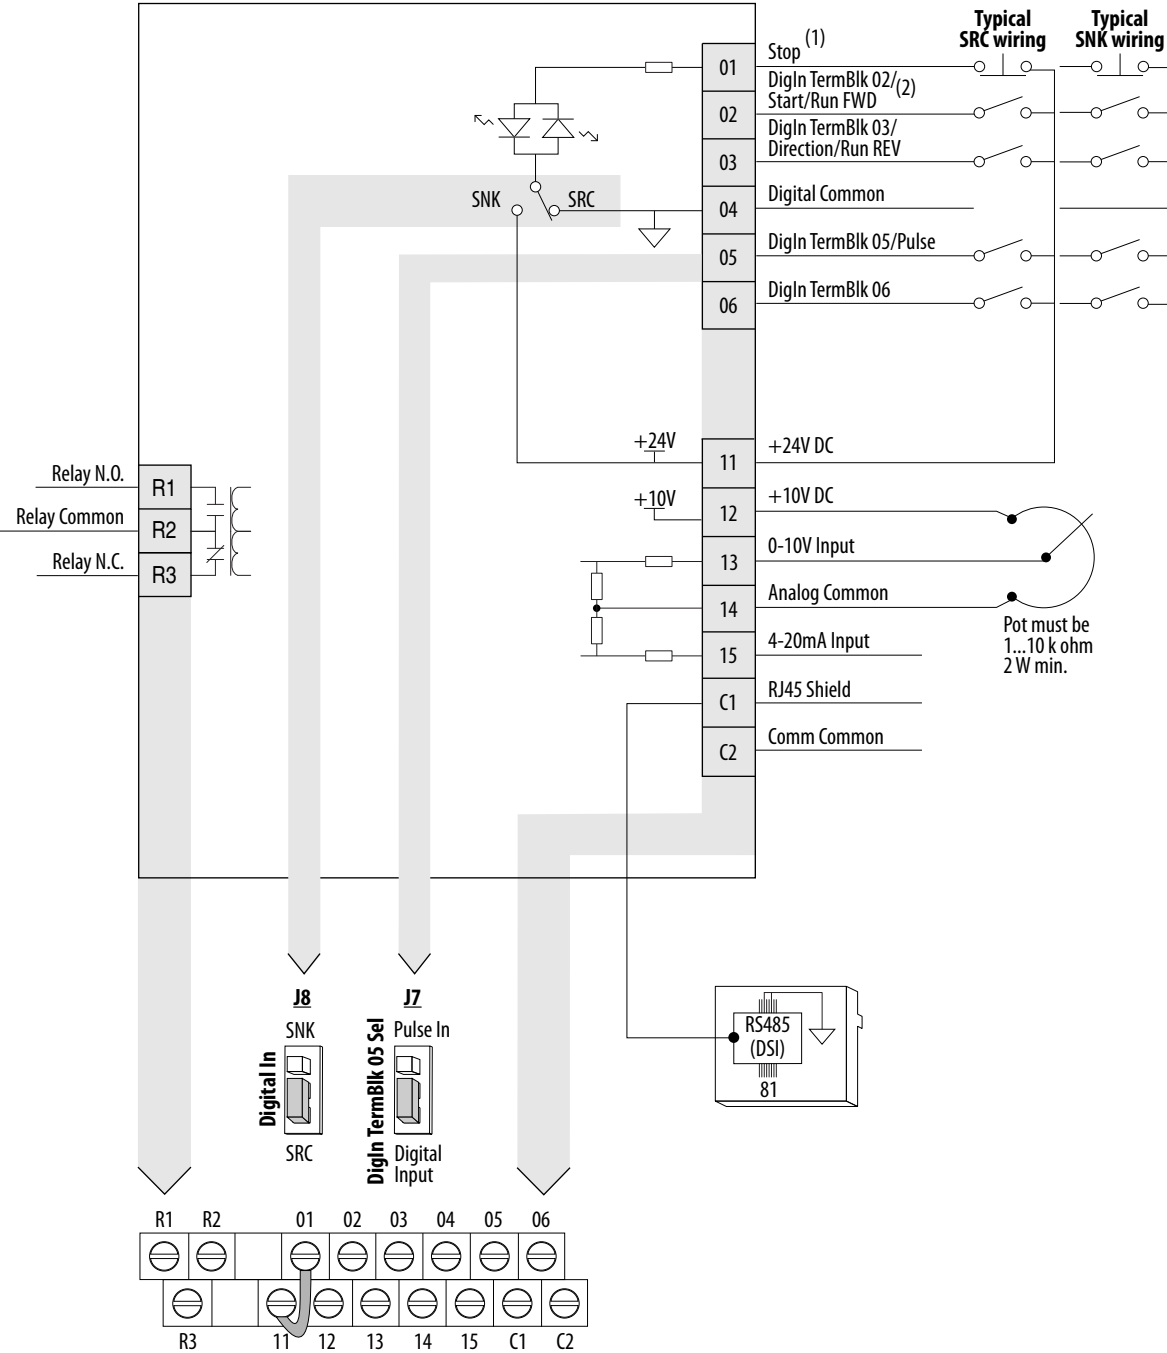 Typical
SRC wiring
Typical
SNK wiring
01
Stop (1)
02
DigIn TermBlk 02/
Start/Run FWD (2)
03
DigIn TermBlk 03/
Direction/Run REV
SNK
SRC
04
Digital Common
05
DigIn TermBlk 05/Pulse
06
DigIn TermBlk 06
+24V
11
+24V DC
+10V
12
+10V DC
13
0-10V Input
14
Analog Common
15
4-20mA Input
C1
RJ45 Shield
C2
Comm Common
Pot must be
1...10 k ohm
2 W min.
Relay N.O.
R1
Relay Common
R2
Relay N.C.
R3
J8
SNK
Digital In
SRC
J7
Pulse In
DigIn TermBlk 05 Sel
Digital
Input
RS485
(DSI)
81
R1 R2 01 02 03 04 05 06
R3 11 12 13 14 15 C1 C2